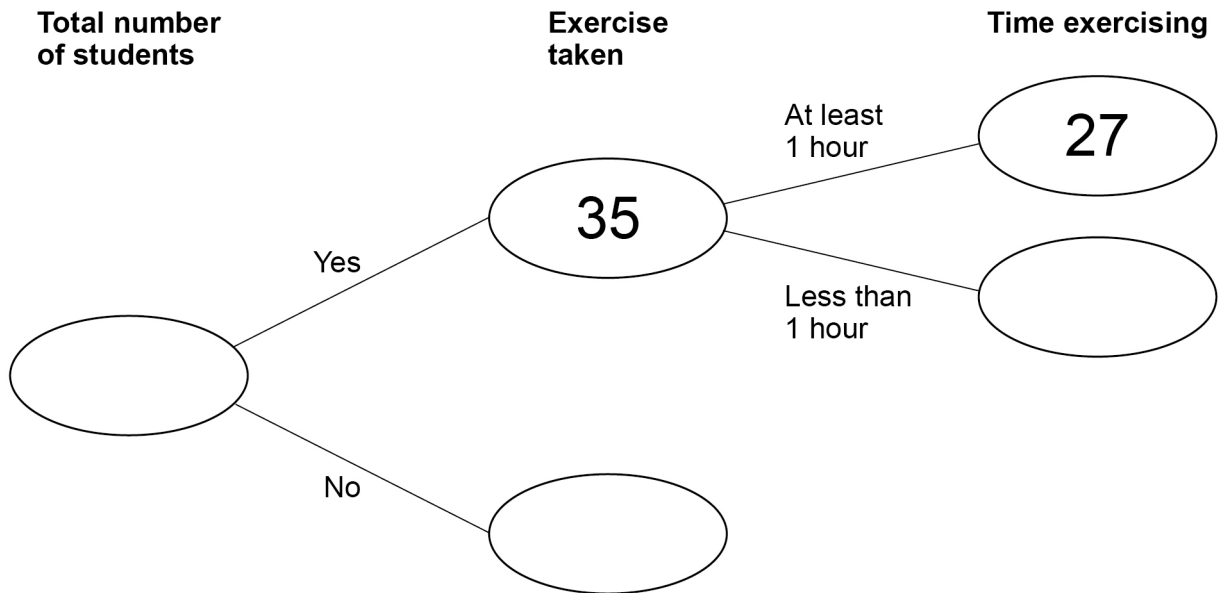 Total number
of students
Exercise
taken
Time exercising
At least
1 hour
27
35
Yes
Less than
1 hour
No